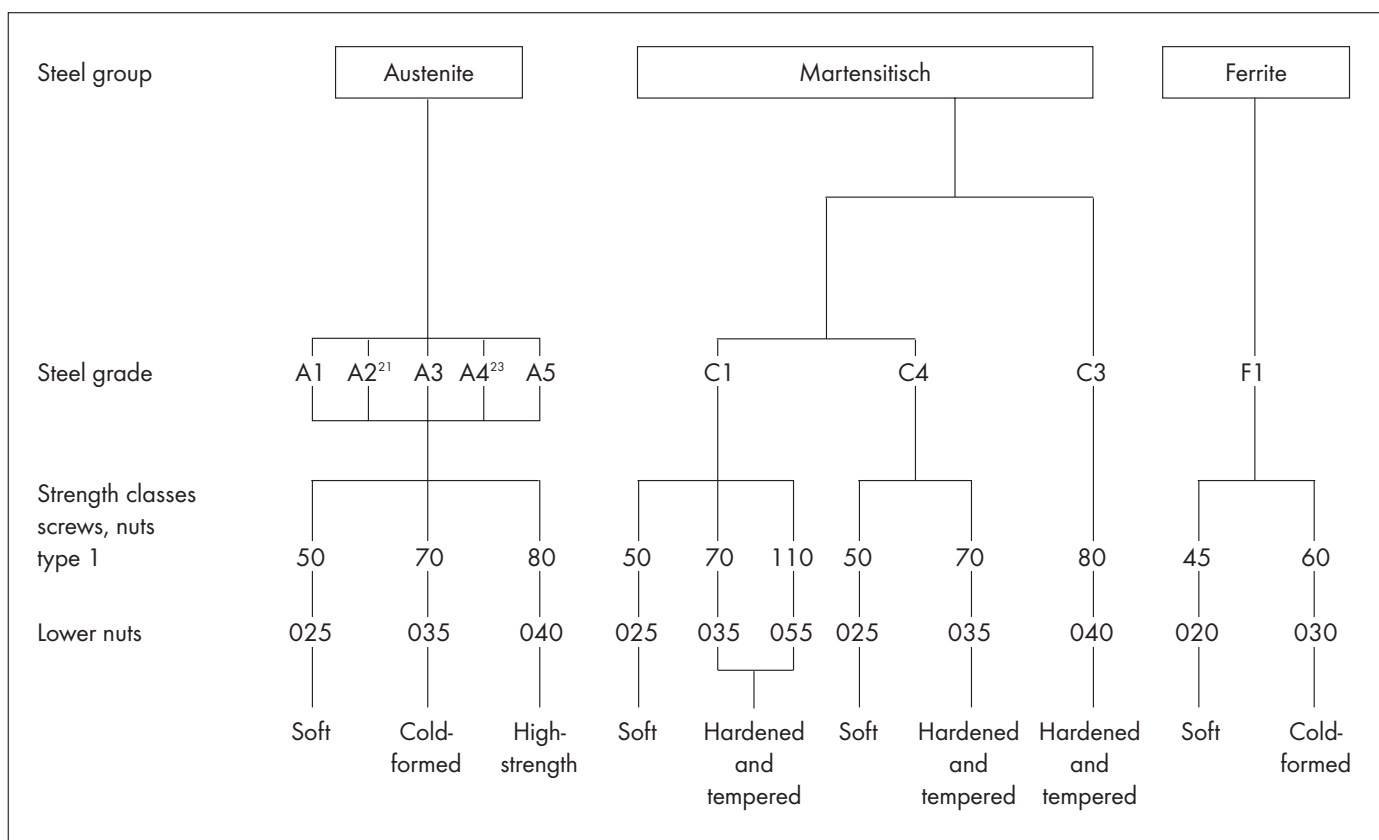 Steel group Austenite Martensitisch Ferrite
Steel grade A1 A2²¹ A3 A4²³ A5 C1 C4 C3 F1
Strength classes
screws, nuts
type 1 50 70 80 50 70 110 50 70 80 45 60
Lower nuts 025 035 040 025 035 055 025 035 040 020 030
Soft Cold- High- Soft Hardened Soft Hardened Hardened Soft Cold-
formed strength and and and formed
tempered tempered tempered